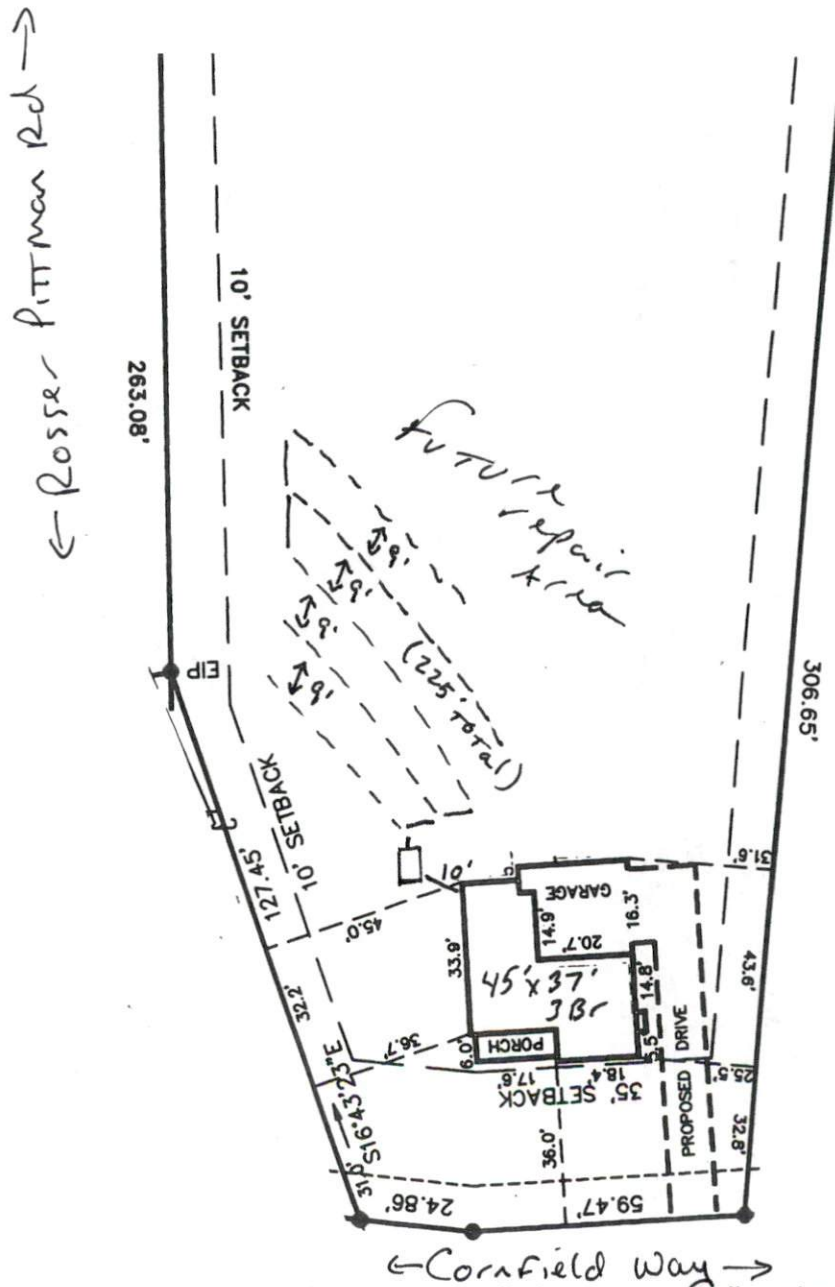 ← Rosser Pittman Rd →
263.08'
10' SETBACK
Future
repair
Area
9'
9'
9'
9'
(225' total)
306.65'
EIP
10' SETBACK
127.45'
45.0'
32.2'
36.7'
S16°43'23"E
31.0'
10'
GARAGE
33.9'
14.9'
16.3'
20.7'
14.8'
5.5'
3 Br
PORCH
6.0'
17.6'
18.4'
35' SETBACK
36.0'
PROPOSED DRIVE
31.6'
43.6'
25.5'
32.8'
24.86'
59.47'
← Cornfield Way →